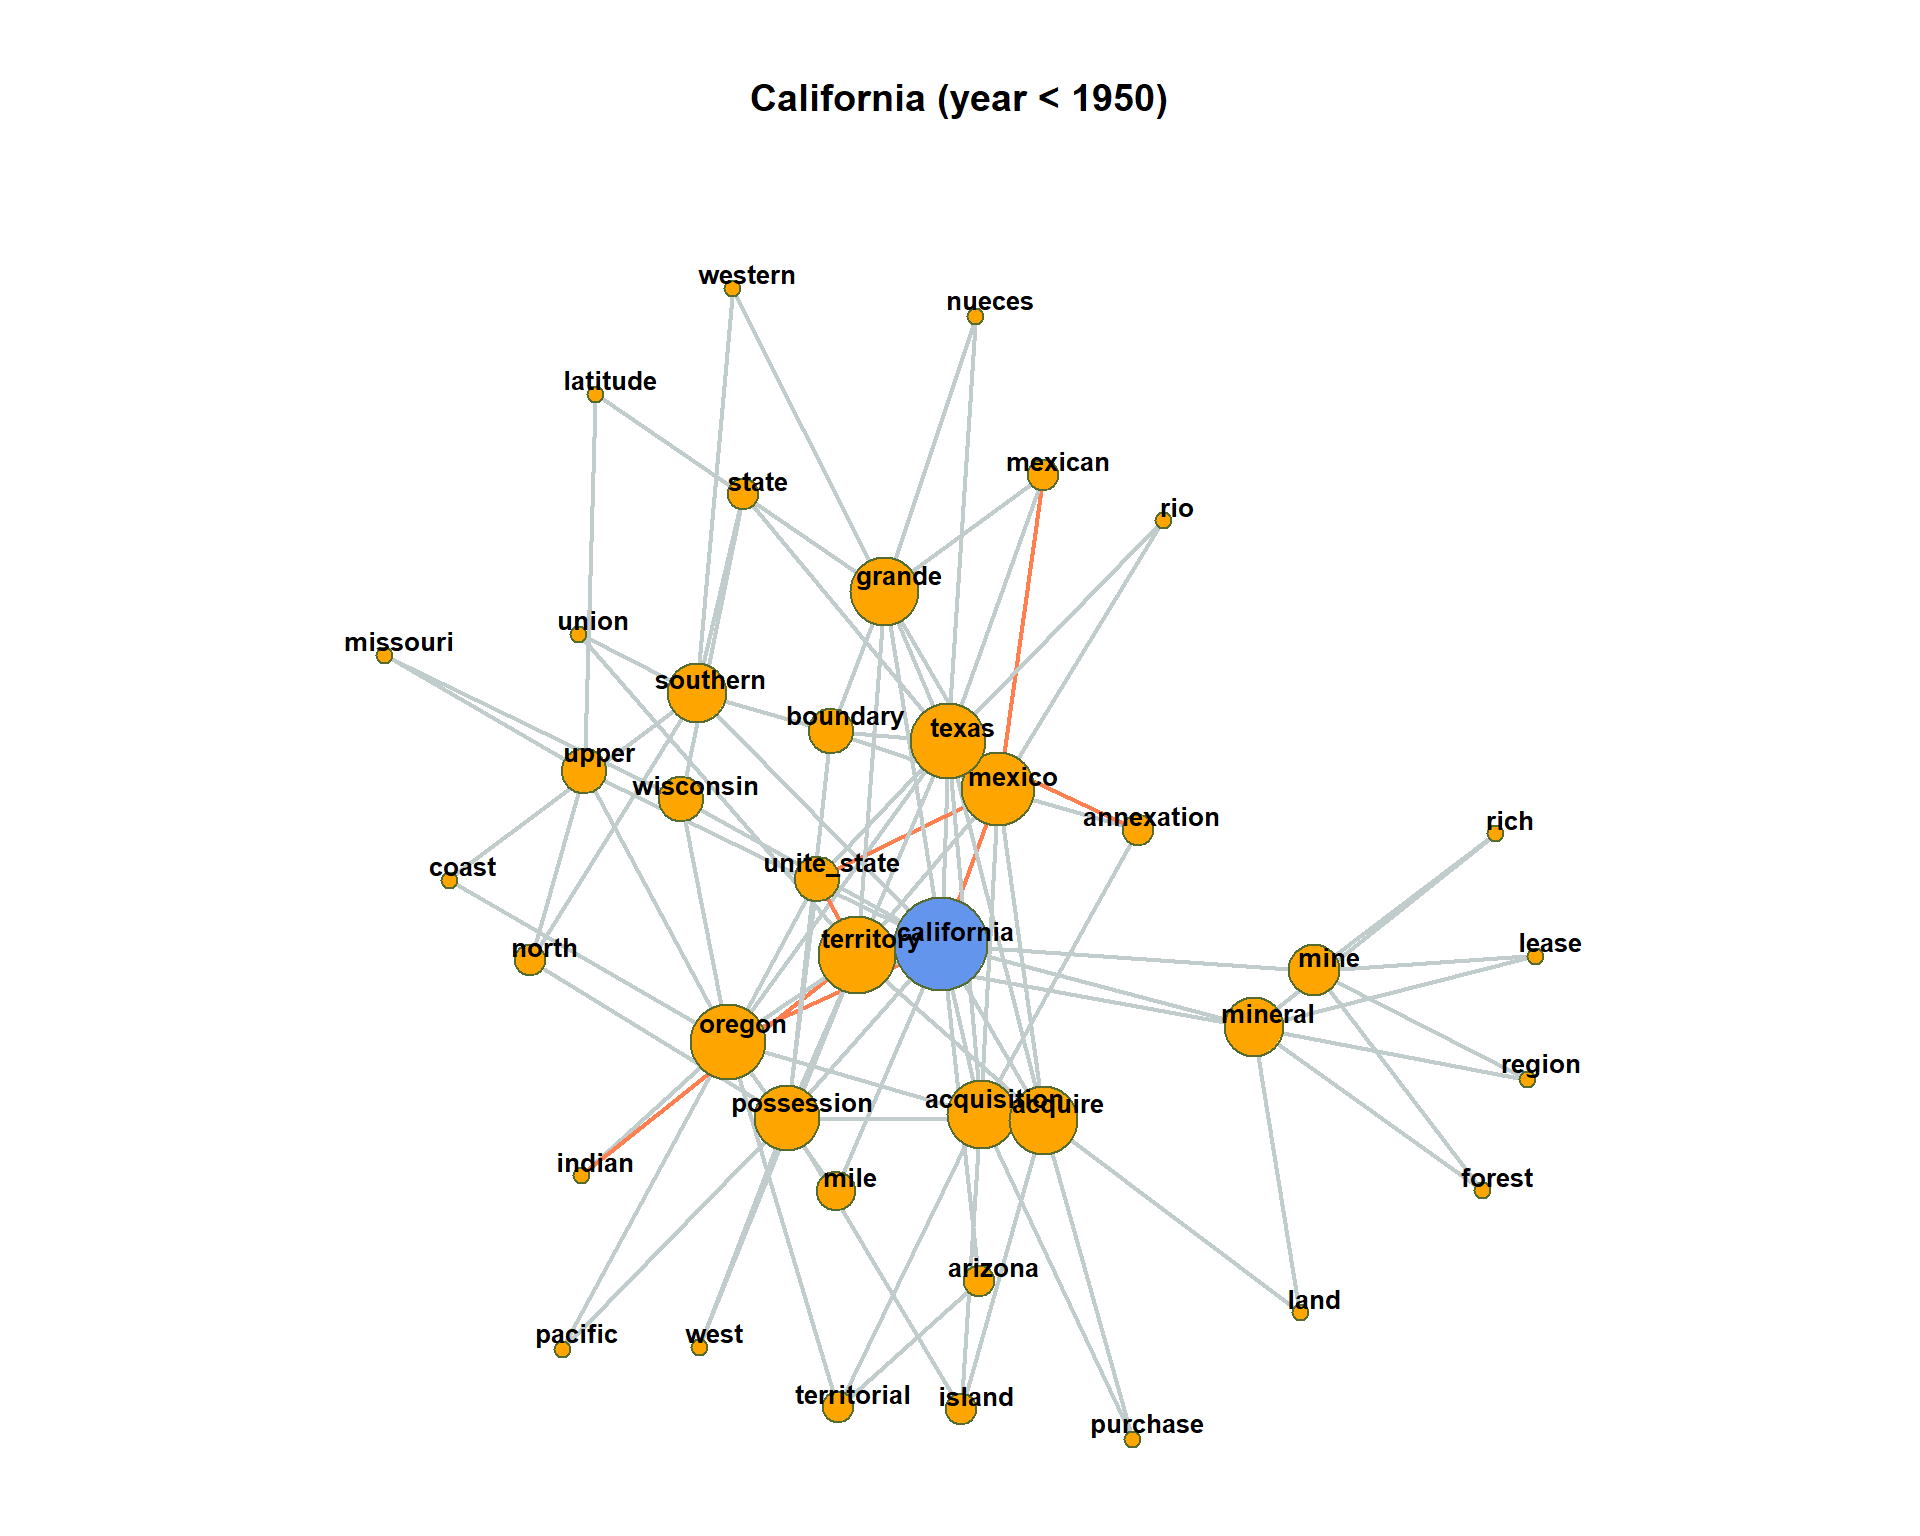 California (year < 1950)
western
nueces
latitude
mexican
state
rio
grande
union
missouri
southern
boundary
texas
upper
mexico
wisconsin
annexation
rich
unite_state
coast
california
territory
north
lease
mine
mineral
oregon
region
acquisition
possession
acquire
indian
mile
forest
arizona
land
pacific
west
territorial
island
purchase